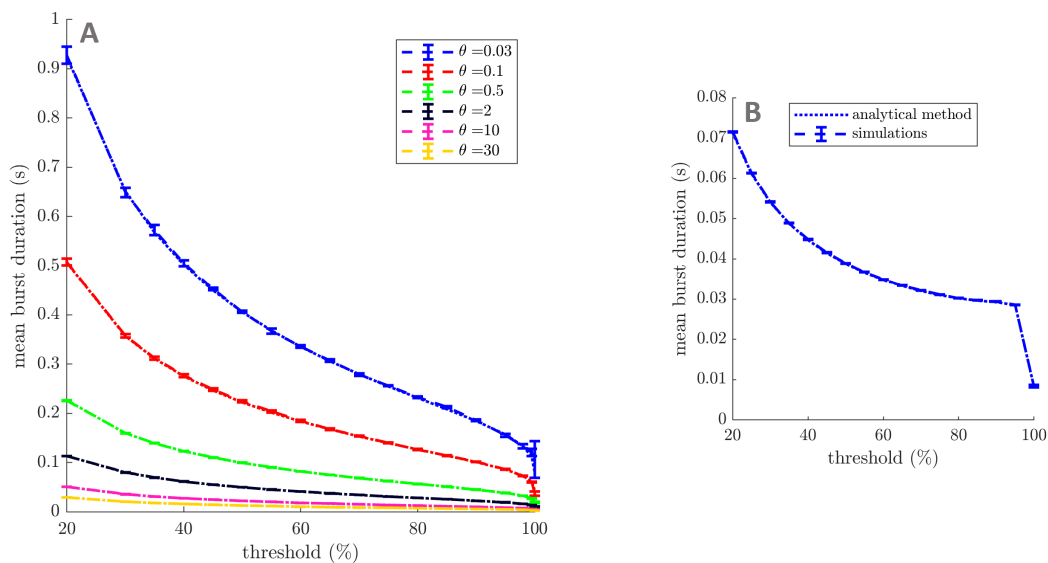 A
1
0.9
0.8
0.7
0.6
0.5
0.4
0.3
0.2
0.1
0
20
40
60
80
100
mean burst duration (s)
threshold (%)
θ =0.03
θ =0.1
θ =0.5
θ =2
θ =10
θ =30
B
0.08
0.07
0.06
0.05
0.04
0.03
0.02
0.01
0
20
40
60
80
100
mean burst duration (s)
threshold (%)
analytical method
simulations